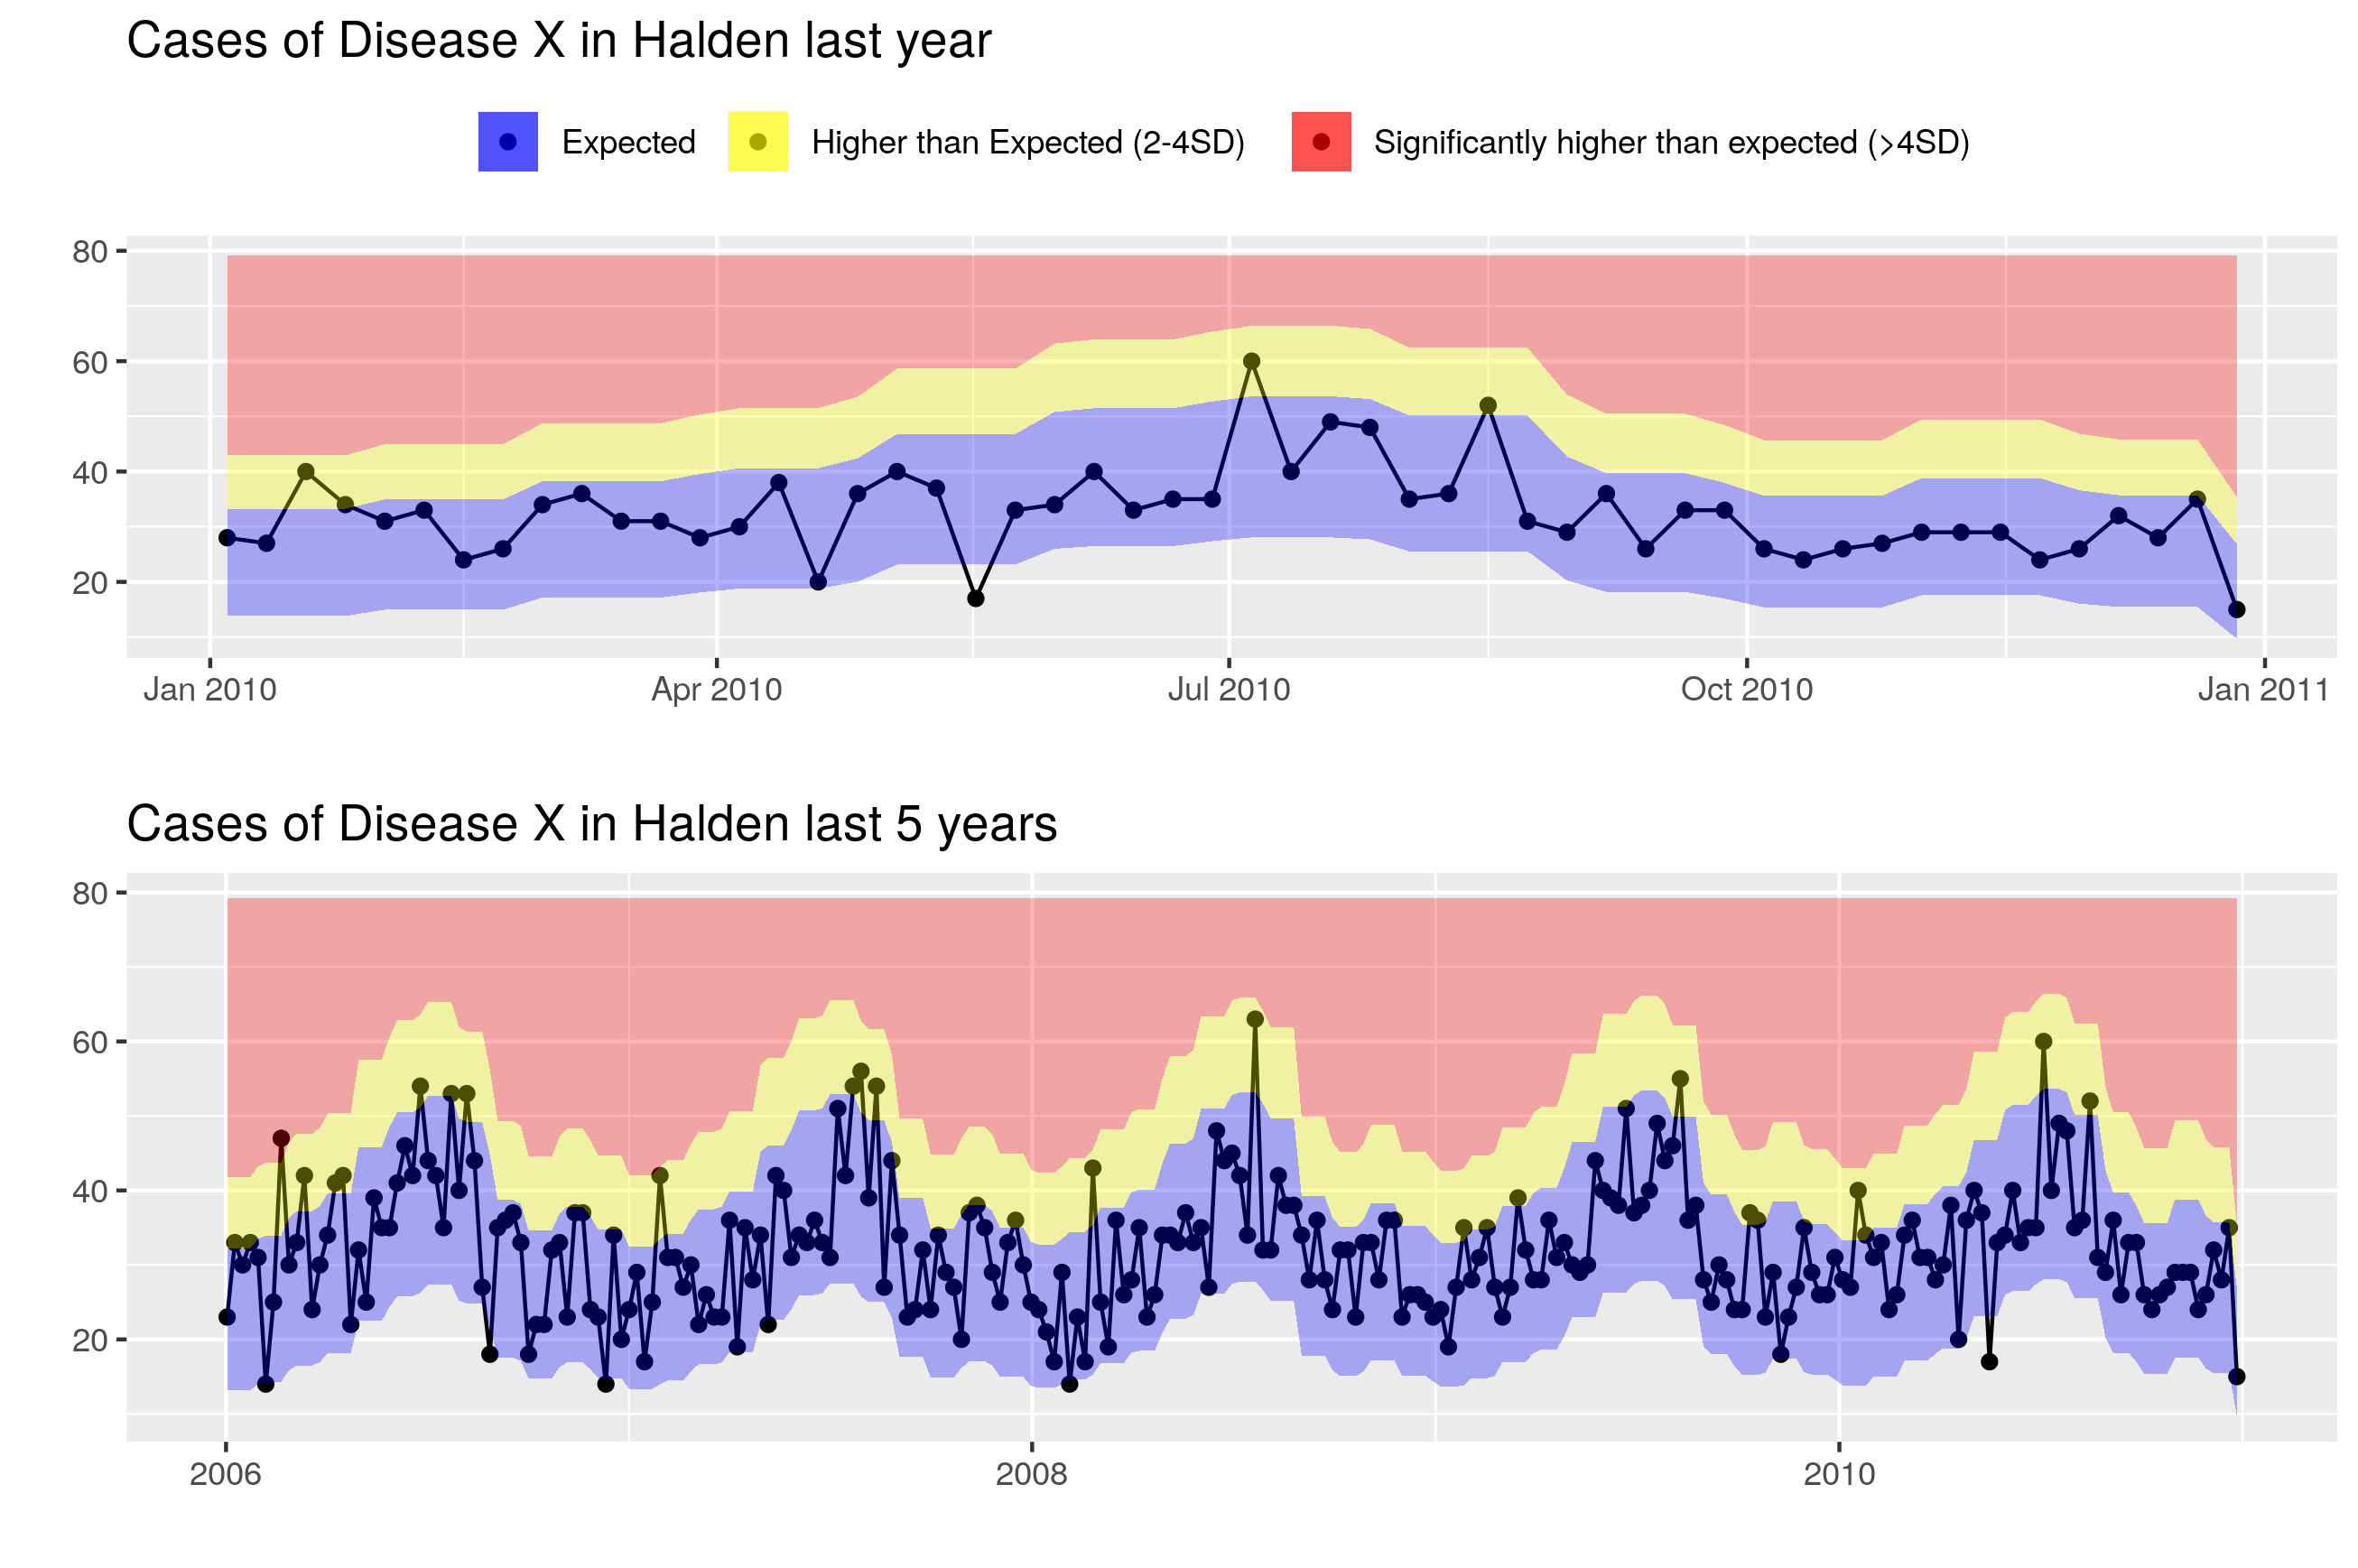 Cases of Disease X in Halden last year
Expected
Higher than Expected (2-4SD)
Significantly higher than expected (>4SD)
80
60
40
20
Jan 2010
Apr 2010
Jul 2010
Oct 2010
Jan 2011
Cases of Disease X in Halden last 5 years
80
60
40
20
2006
2008
2010